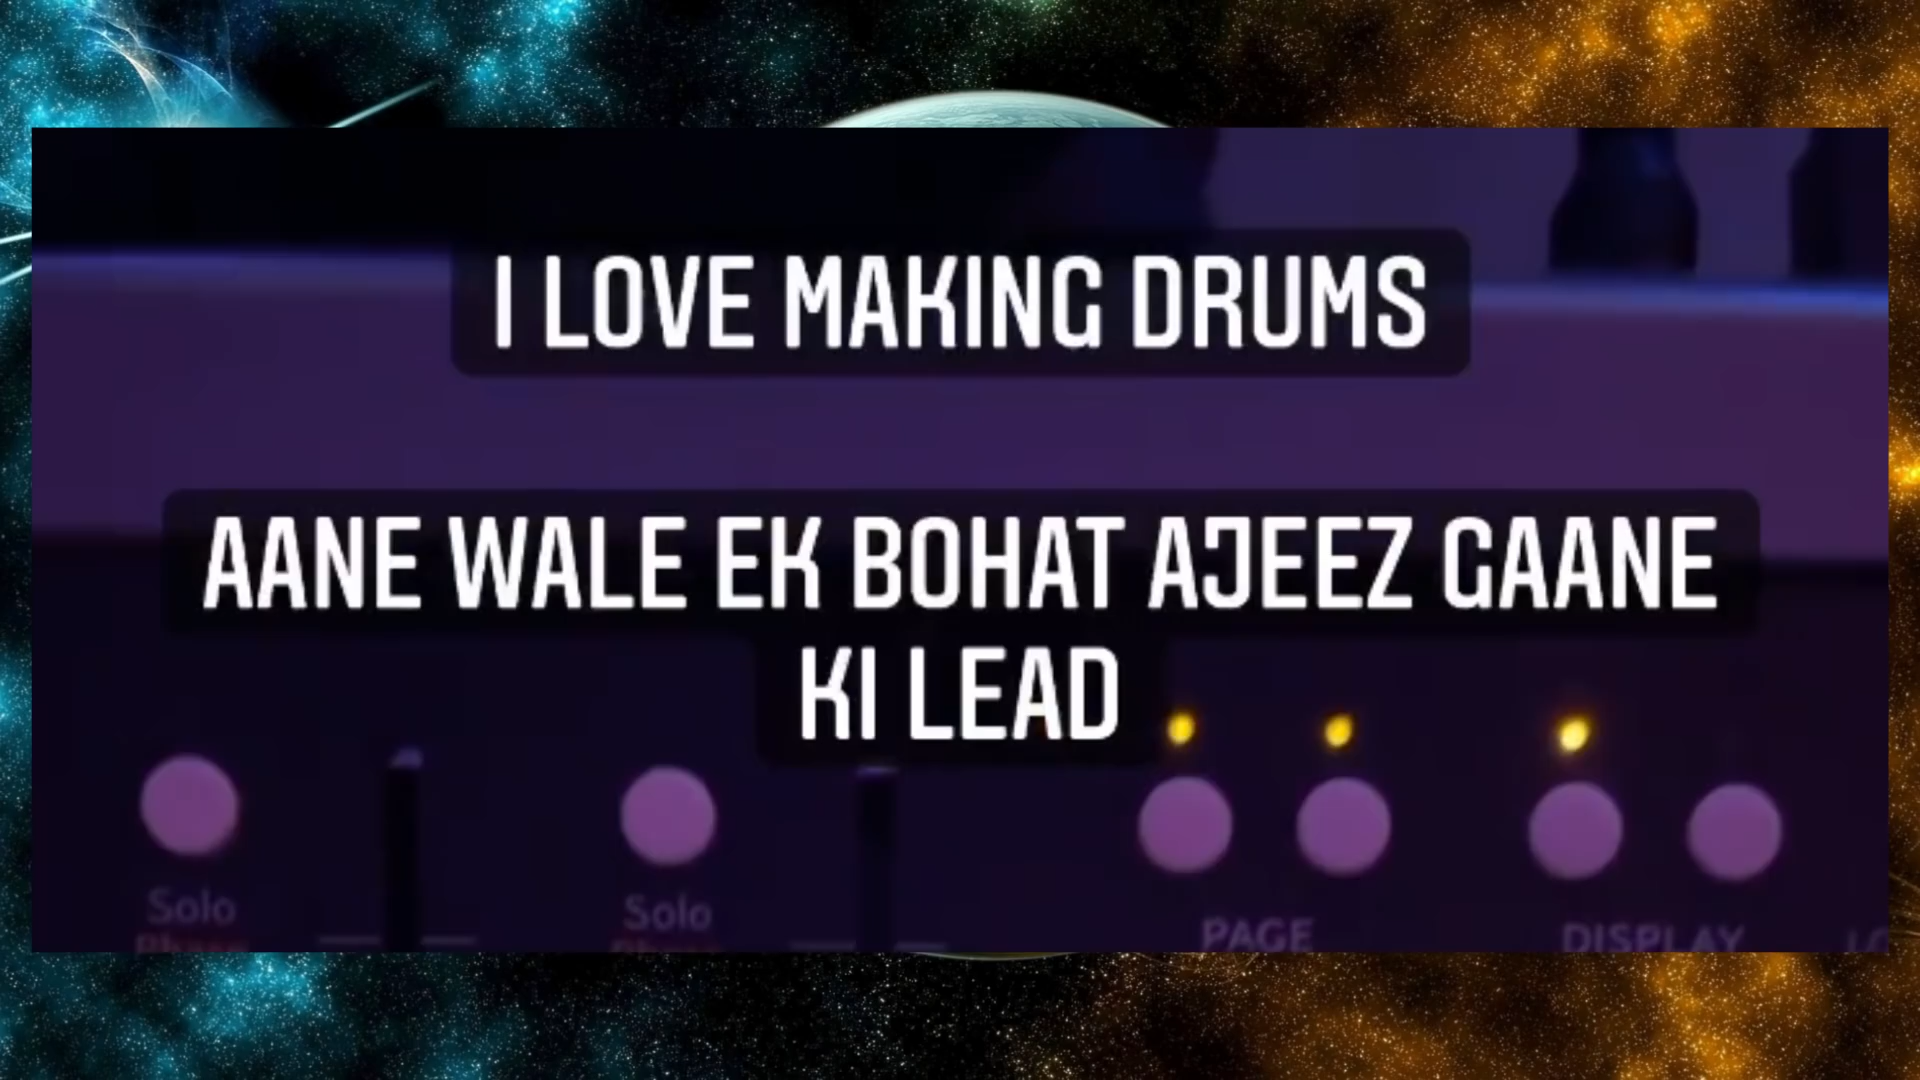 I LOVE MAKING DRUMS
AANE WALE EK BOHAT AJEEZ GAANE
KI LEAD
Solo
Solo
PAGE
DISPLAY